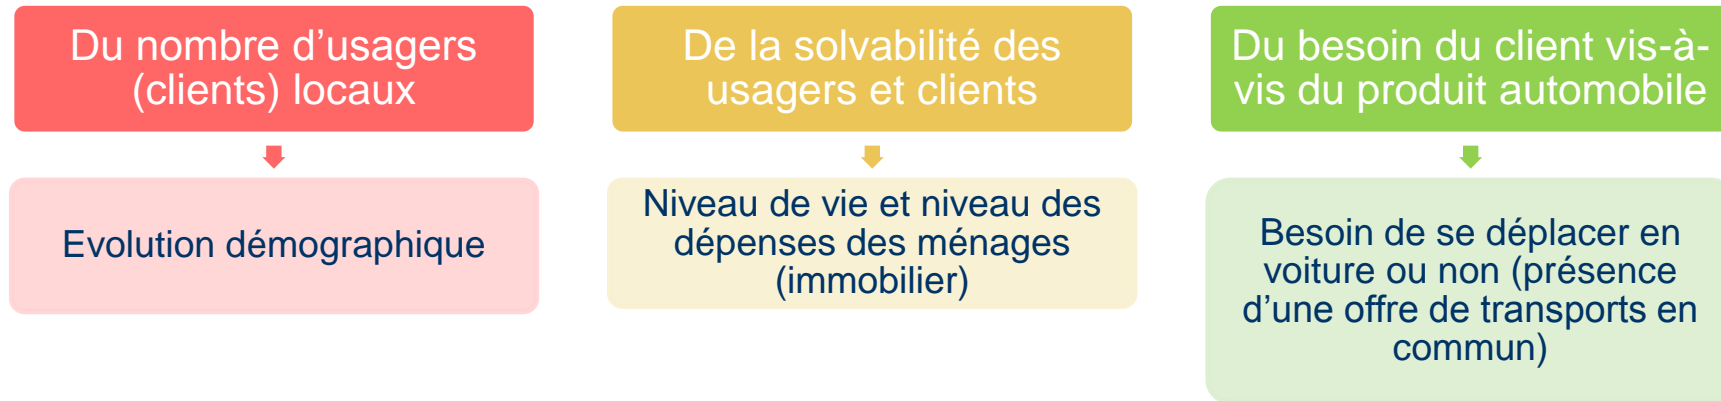 Du nombre d’usagers
(clients) locaux
Evolution démographique
De la solvabilité des
usagers et clients
Niveau de vie et niveau des
dépenses des ménages
(immobilier)
Du besoin du client vis-à-
vis du produit automobile
Besoin de se déplacer en
voiture ou non (présence
d’une offre de transports en
commun)